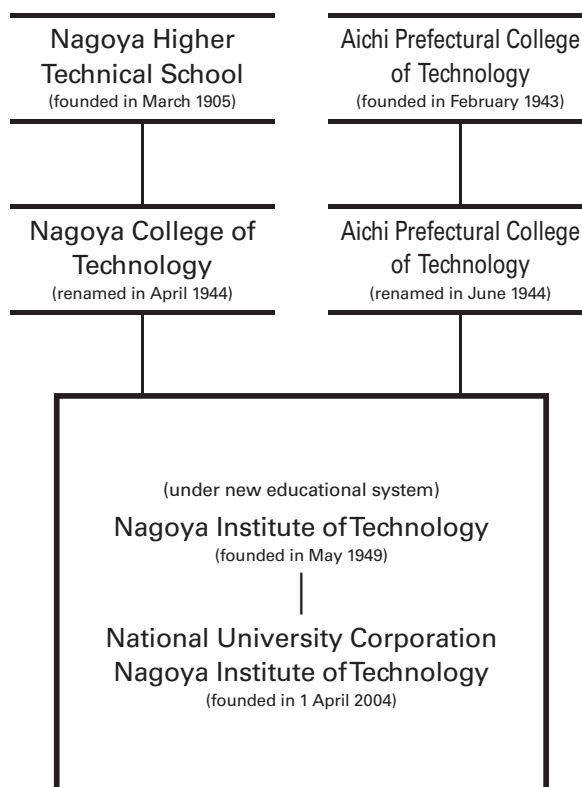 Nagoya Higher
Technical School
(founded in March 1905)
Aichi Prefectural College
of Technology
(founded in February 1943)
Nagoya College of
Technology
(renamed in April 1944)
Aichi Prefectural College
of Technology
(renamed in June 1944)
(under new educational system)
Nagoya Institute of Technology
(founded in May 1949)
National University Corporation
Nagoya Institute of Technology
(founded in 1 April 2004)